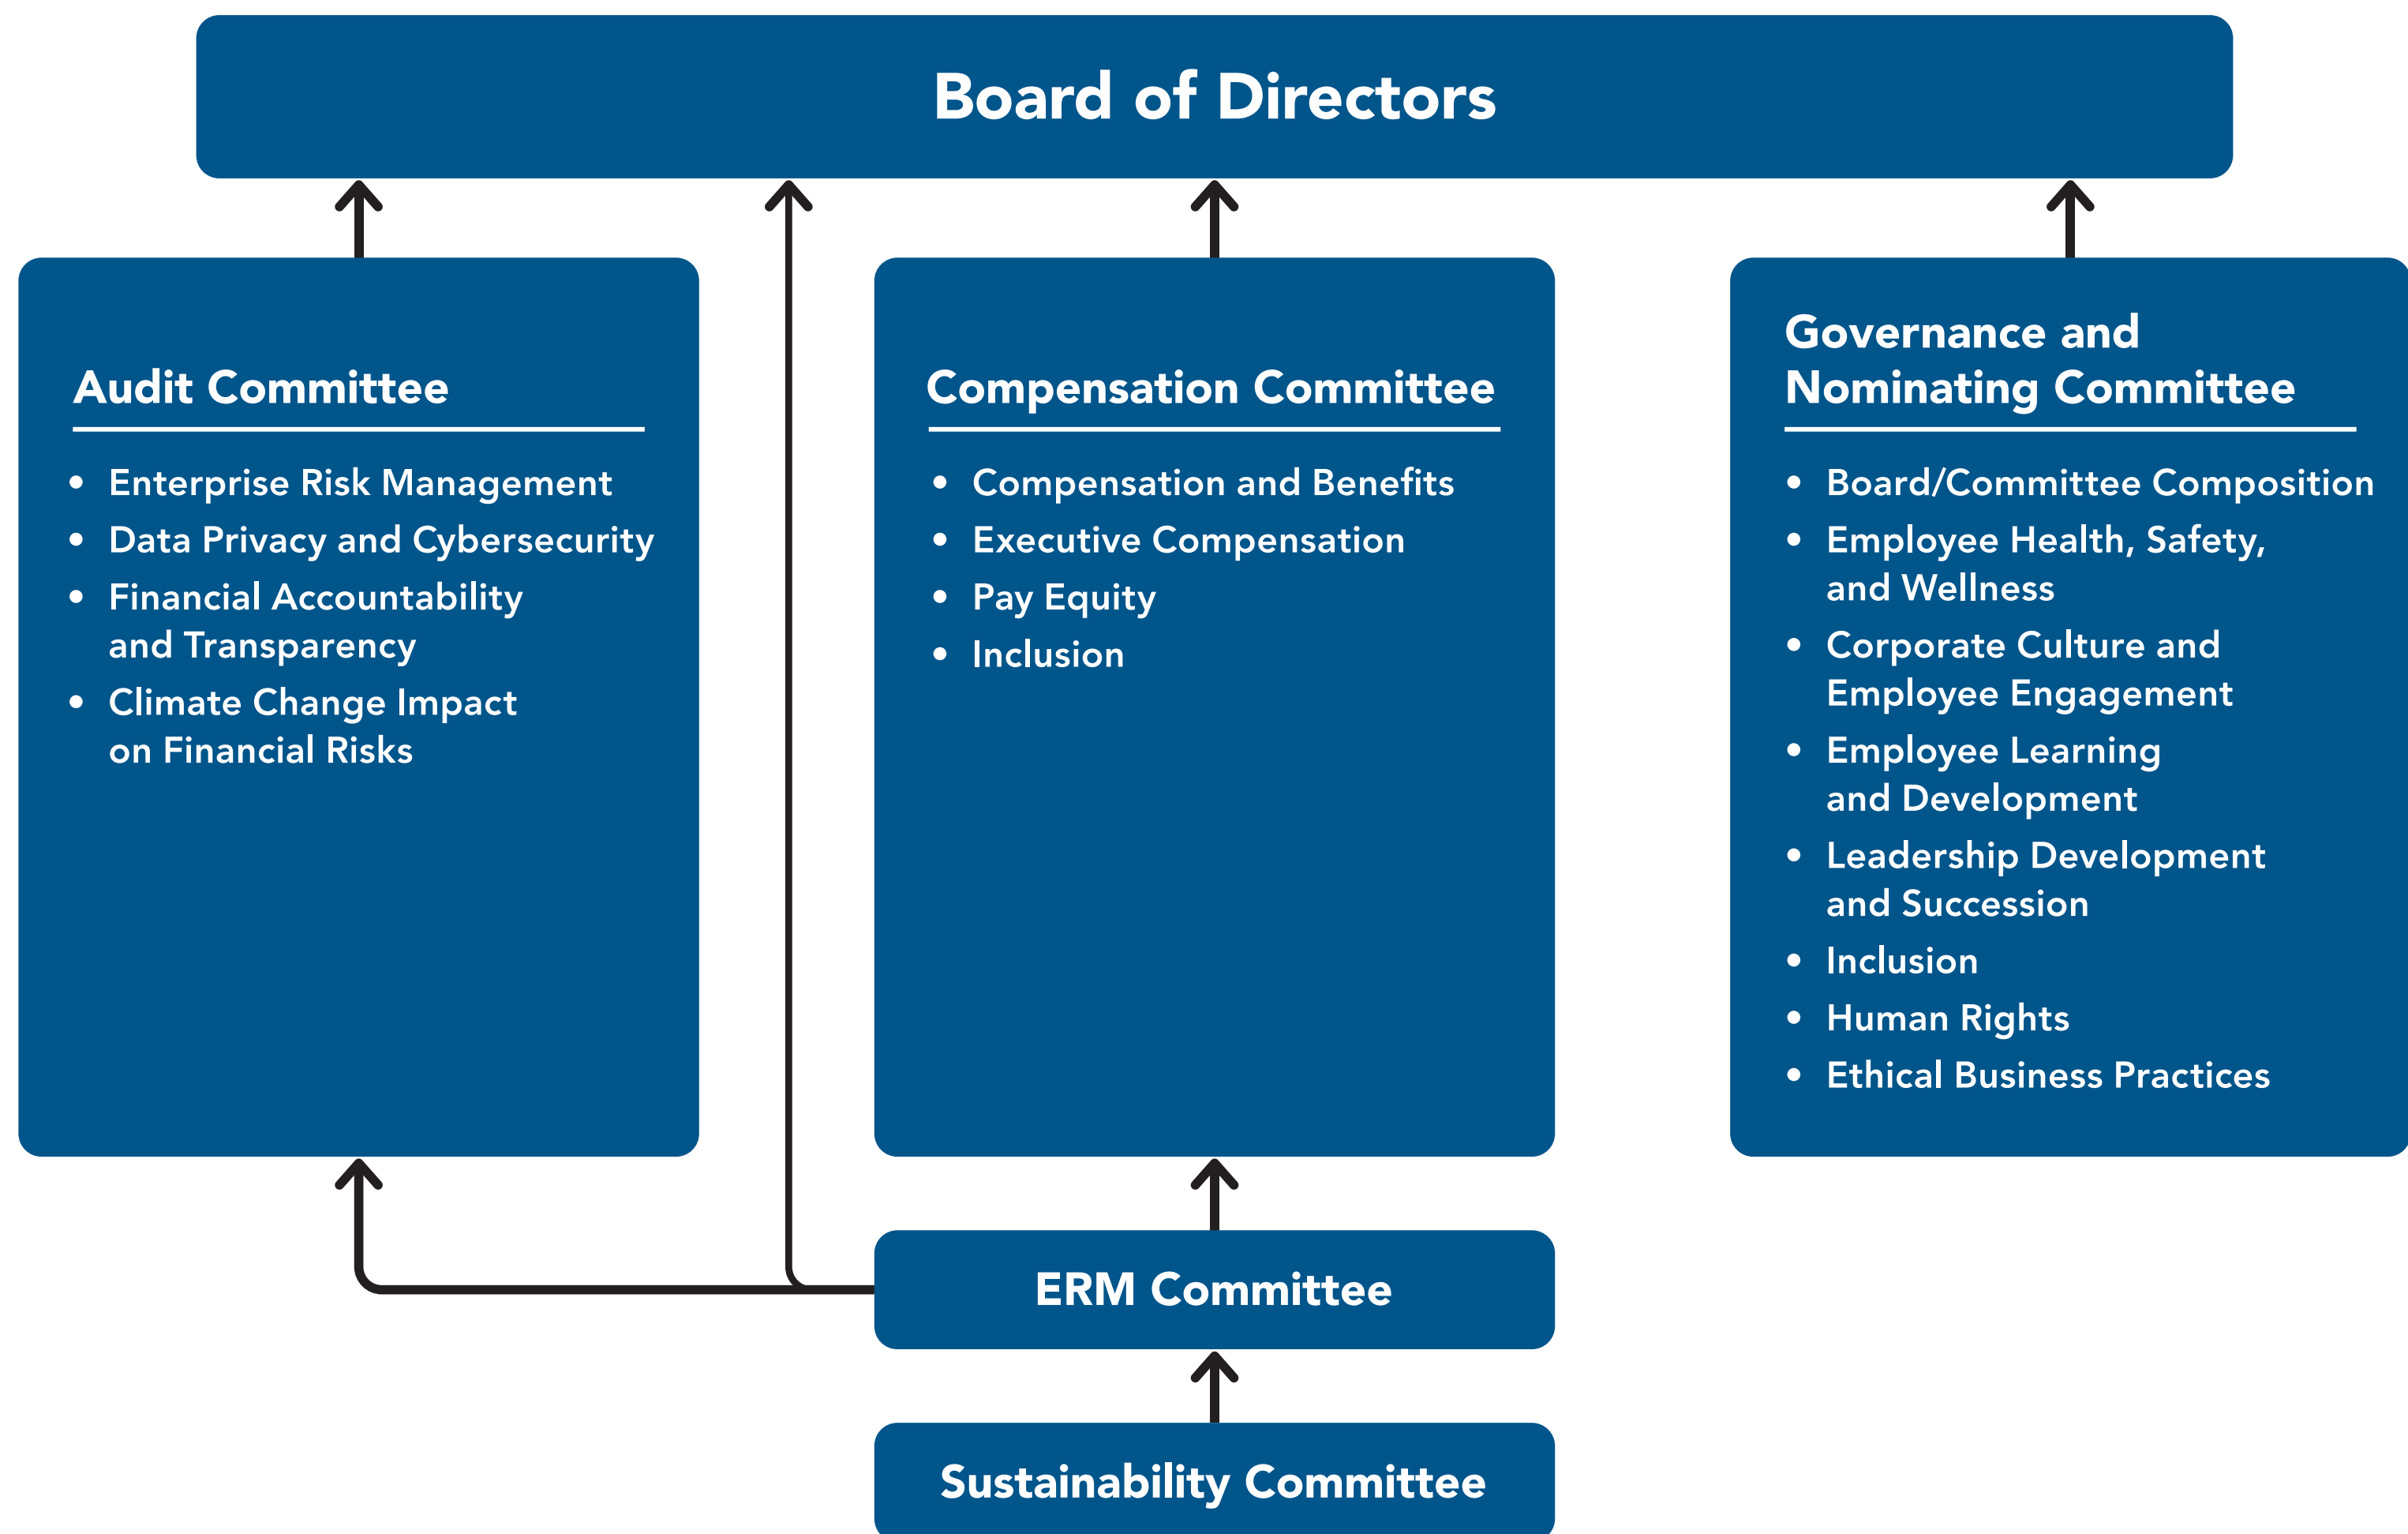 Board of Directors
Audit Committee
• Enterprise Risk Management
• Data Privacy and Cybersecurity
• Financial Accountability
and Transparency
• Climate Change Impact
on Financial Risks
Compensation Committee
• Compensation and Benefits
• Executive Compensation
• Pay Equity
• Inclusion
Governance and
Nominating Committee
• Board/Committee Composition
• Employee Health, Safety,
and Wellness
• Corporate Culture and
Employee Engagement
• Employee Learning
and Development
• Leadership Development
and Succession
• Inclusion
• Human Rights
• Ethical Business Practices
ERM Committee
Sustainability Committee